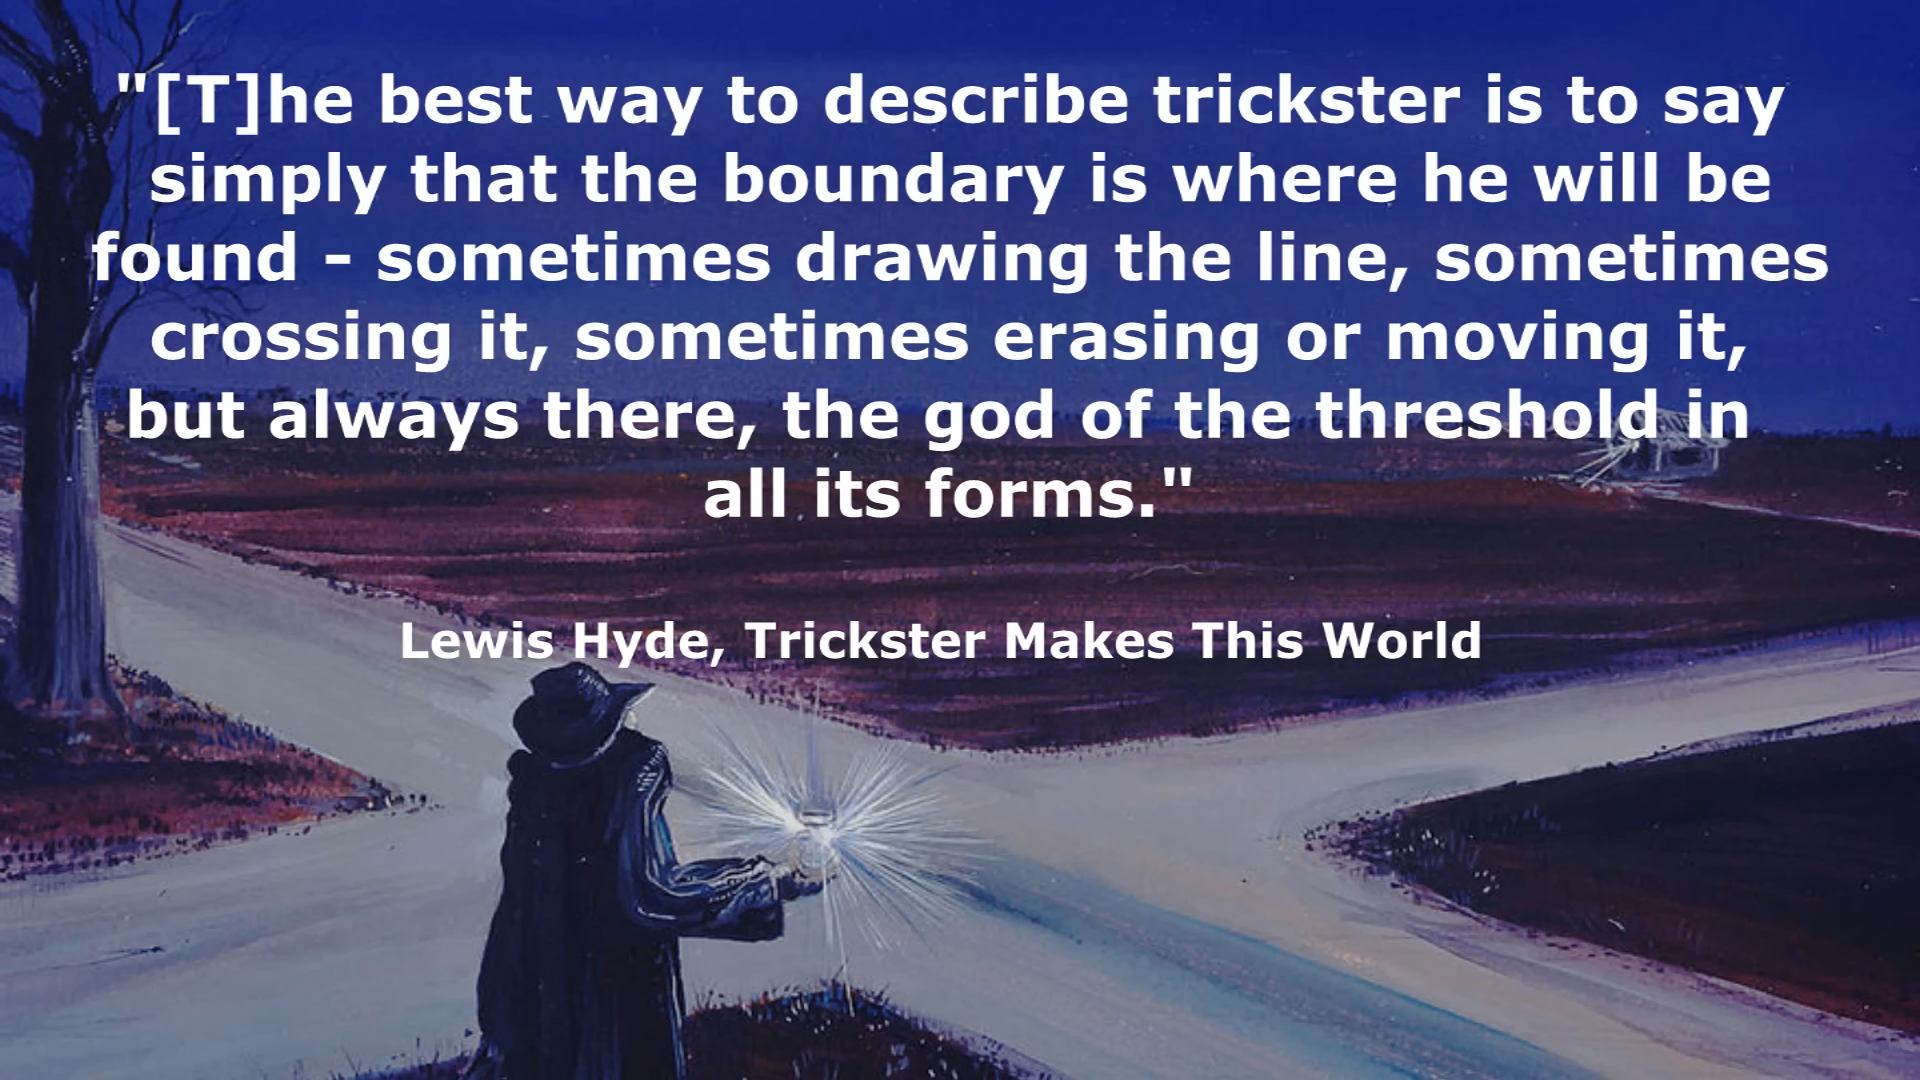 "[T]he best way to describe trickster is to say
simply that the boundary is where he will be
found - sometimes drawing the line, sometimes
crossing it, sometimes erasing or moving it,
but always there, the god of the threshold in
all its forms."
Lewis Hyde, Trickster Makes This World